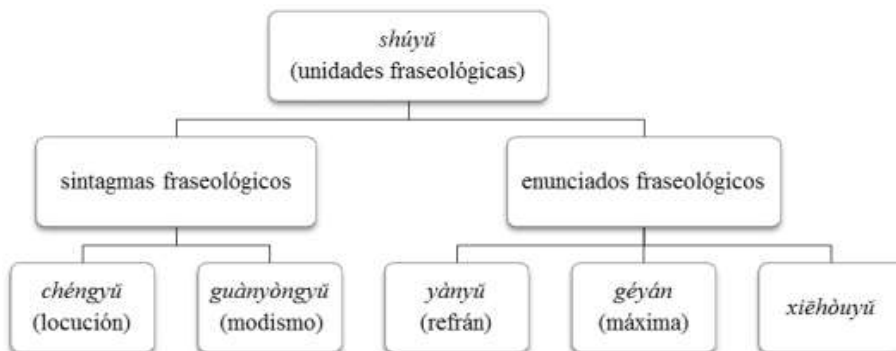 shúyǔ
(unidades fraseológicas)
sintagmas fraseológicos
enunciados fraseológicos
chéngyǔ
(locución)
guànyòngyǔ
(modismo)
yànyǔ
(refrán)
géyán
(máxima)
xiēhòuyǔ